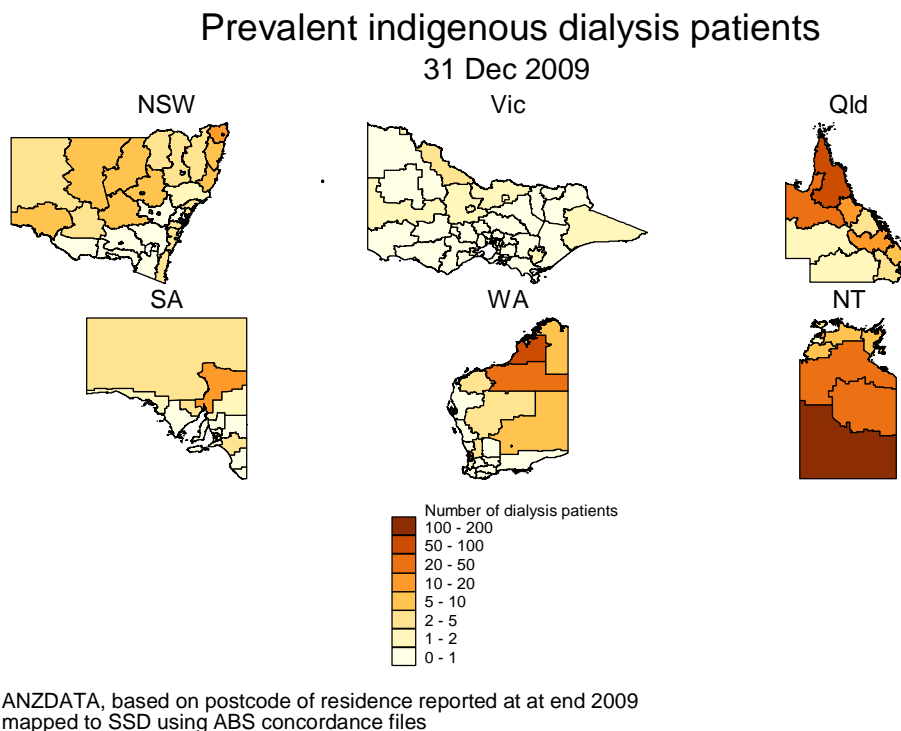 Prevalent indigenous dialysis patients
31 Dec 2009
NSW
Vic
Qld
SA
WA
NT
Number of dialysis patients
100 - 200
50 - 100
20 - 50
10 - 20
5 - 10
2 - 5
1 - 2
0 - 1
ANZDATA, based on postcode of residence reported at at end 2009
mapped to SSD using ABS concordance files